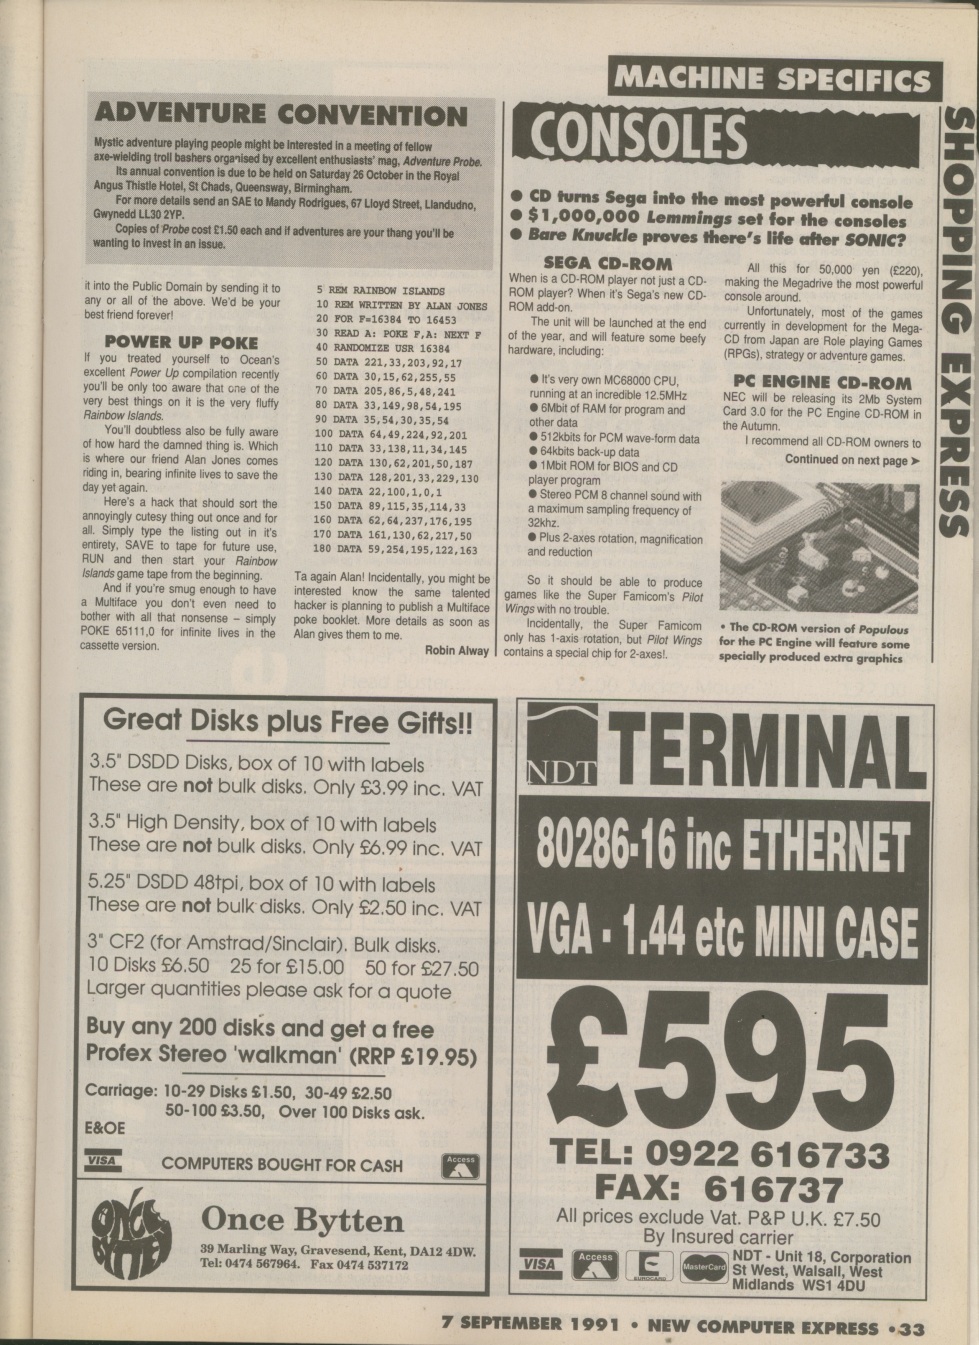 MACHINE SPECIFICS
SHOPPING EXPRESS
ADVENTURE CONVENTION
Mystic adventure playing people might be interested in a meeting of fellow
axe-wielding troll bashers organised by excellent enthusiasts' mag, Adventure Probe.
Its annual convention is due to be held on Saturday 26 October in the Royal
Angus Thistle Hotel, St Chads, Queensway, Birmingham.
For more details send an SAE to Mandy Rodrigues, 67 Lloyd Street, Llandudno,
Gwynedd LL30 2YP.
Copies of Probe cost £1.50 each and if adventures are your thang you'll be
wanting to invest in an issue.
it into the Public Domain by sending it to
any or all of the above. We'd be your
best friend forever!
POWER UP POKE
If you treated yourself to Ocean's
excellent Power Up compilation recently
you'll be only too aware that one of the
very best things on it is the very fluffy
Rainbow Islands.
You'll doubtless also be fully aware
of how hard the damned thing is. Which
is where our friend Alan Jones comes
riding in, bearing infinite lives to save the
day yet again.
Here's a hack that should sort the
annoyingly cutesy thing out once and for
all. Simply type the listing out in it's
entirety, SAVE to tape for future use,
RUN and then start your Rainbow
Islands game tape from the beginning.
And if you're smug enough to have
a Multiface you don't even need to
bother with all that nonsense – simply
POKE 65111,0 for infinite lives in the
cassette version.
5 REM RAINBOW ISLANDS
10 REM WRITTEN BY ALAN JONES
20 FOR F=16384 TO 16453
30 READ A: POKE F,A: NEXT F
40 RANDOMIZE USR 16384
50 DATA 221,33,203,92,17
60 DATA 30,15,62,255,55
70 DATA 205,86,5,48,241
80 DATA 33,149,98,54,195
90 DATA 35,54,30,35,54
100 DATA 64,49,224,92,201
110 DATA 33,138,11,34,145
120 DATA 130,62,201,50,187
130 DATA 128,201,33,229,130
140 DATA 22,100,1,0,1
150 DATA 89,115,35,114,33
160 DATA 62,64,237,176,195
170 DATA 161,130,62,217,50
180 DATA 59,254,195,122,163
Ta again Alan! Incidentally, you might be
interested know the same talented
hacker is planning to publish a Multiface
poke booklet. More details as soon as
Alan gives them to me.
Robin Alway
CONSOLES
● CD turns Sega into the most powerful console
● $1,000,000 Lemmings set for the consoles
● Bare Knuckle proves there's life after SONIC?
SEGA CD-ROM
When is a CD-ROM player not just a CD-
ROM player? When it's Sega's new CD-
ROM add-on.
The unit will be launched at the end
of the year, and will feature some beefy
hardware, including:
● It's very own MC68000 CPU,
running at an incredible 12.5MHz
● 6Mbit of RAM for program and
other data
● 512kbits for PCM wave-form data
● 64kbits back-up data
● 1Mbit ROM for BIOS and CD
player program
● Stereo PCM 8 channel sound with
a maximum sampling frequency of
32khz.
● Plus 2-axes rotation, magnification
and reduction
So it should be able to produce
games like the Super Famicom's Pilot
Wings with no trouble.
Incidentally, the Super Famicom
only has 1-axis rotation, but Pilot Wings
contains a special chip for 2-axes!.
All this for 50,000 yen (£220),
making the Megadrive the most powerful
console around.
Unfortunately, most of the games
currently in development for the Mega-
CD from Japan are Role playing Games
(RPGs), strategy or adventure games.
PC ENGINE CD-ROM
NEC will be releasing its 2Mb System
Card 3.0 for the PC Engine CD-ROM in
the Autumn.
I recommend all CD-ROM owners to
Continued on next page ➤
• The CD-ROM version of Populous
for the PC Engine will feature some
specially produced extra graphics
Great Disks plus Free Gifts!!
3.5" DSDD Disks, box of 10 with labels
These are not bulk disks. Only £3.99 inc. VAT
3.5" High Density, box of 10 with labels
These are not bulk disks. Only £6.99 inc. VAT
5.25" DSDD 48tpi, box of 10 with labels
These are not bulk disks. Only £2.50 inc. VAT
3" CF2 (for Amstrad/Sinclair). Bulk disks.
10 Disks £6.50 25 for £15.00 50 for £27.50
Larger quantities please ask for a quote
Buy any 200 disks and get a free
Profex Stereo 'walkman' (RRP £19.95)
Carriage: 10-29 Disks £1.50, 30-49 £2.50
50-100 £3.50, Over 100 Disks ask.
E&OE
VISA COMPUTERS BOUGHT FOR CASH Access
ONCE BYTTEN
Once Bytten
39 Marling Way, Gravesend, Kent, DA12 4DW.
Tel: 0474 567964. Fax 0474 537172
NDT TERMINAL
80286-16 inc ETHERNET
VGA - 1.44 etc MINI CASE
£595
TEL: 0922 616733
FAX: 616737
All prices exclude Vat. P&P U.K. £7.50
By Insured carrier
VISA Access E EUROCARD MasterCard
NDT - Unit 18, Corporation
St West, Walsall, West
Midlands WS1 4DU
7 SEPTEMBER 1991 • NEW COMPUTER EXPRESS • 33